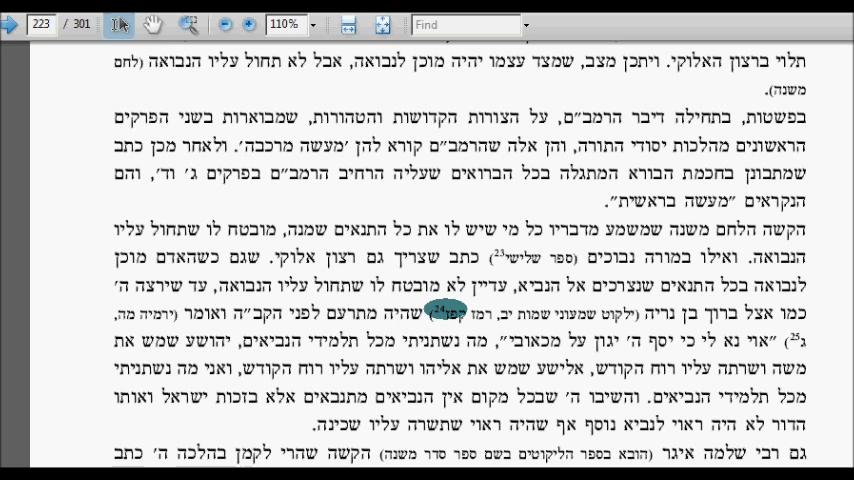 223 / 301 110% Find
תלוי ברצון האלוקי. ויתכן מצב, שמצד עצמו יהיה מוכן לנבואה, אבל לא תחול עליו הנבואה (לחם
משנה).
בפשטות, בתחילה דיבר הרמב"ם, על הצורות הקדושות והטהורות, שמבוארות בשני הפרקים
הראשונים מהלכות יסודי התורה, והן אלה שהרמב"ם קורא להן 'מעשה מרכבה'. ולאחר מכן כתב
שמתבונן בחכמת הבורא המתגלה בכל הברואים שעליה הרחיב הרמב"ם בפרקים ג' וד', והם
הנקראים "מעשה בראשית".
הקשה הלחם משנה שמשמע מדבריו כל מי שיש לו את כל התנאים שמנה, מובטח לו שתחול עליו
הנבואה. ואילו במורה נבוכים (ספר שלישי23) כתב שצריך גם רצון אלוקי. שגם כשהאדם מוכן
לנבואה בכל התנאים שנצרכים אל הנביא, עדיין לא מובטח לו שתחול עליו הנבואה, עד שירצה ה'
כמו אצל ברוך בן נריה (ילקוט שמעוני שמות יב, רמז קפז24) שהיה מתרעם לפני הקב"ה ואומר (ירמיה מה,
ג25) "אוי נא לי כי יסף ה' יגון על מכאובי", מה נשתניתי מכל תלמידי הנביאים, יהושע שמש את
משה ושרתה עליו רוח הקודש, אלישע שמש את אליהו ושרתה עליו רוח הקודש, ואני מה נשתניתי
מכל תלמידי הנביאים. והשיבו ה' שבכל מקום אין הנביאים מתנבאים אלא בזכות ישראל ואותו
הדור לא היה ראוי לנביא נוסף אף שהיה ראוי שתשרה עליו שכינה.
גם רבי שלמה איגר (הובא בספר הליקוטים בשם ספר סדר משנה) הקשה שהרי לקמן בהלכה ה' כתב